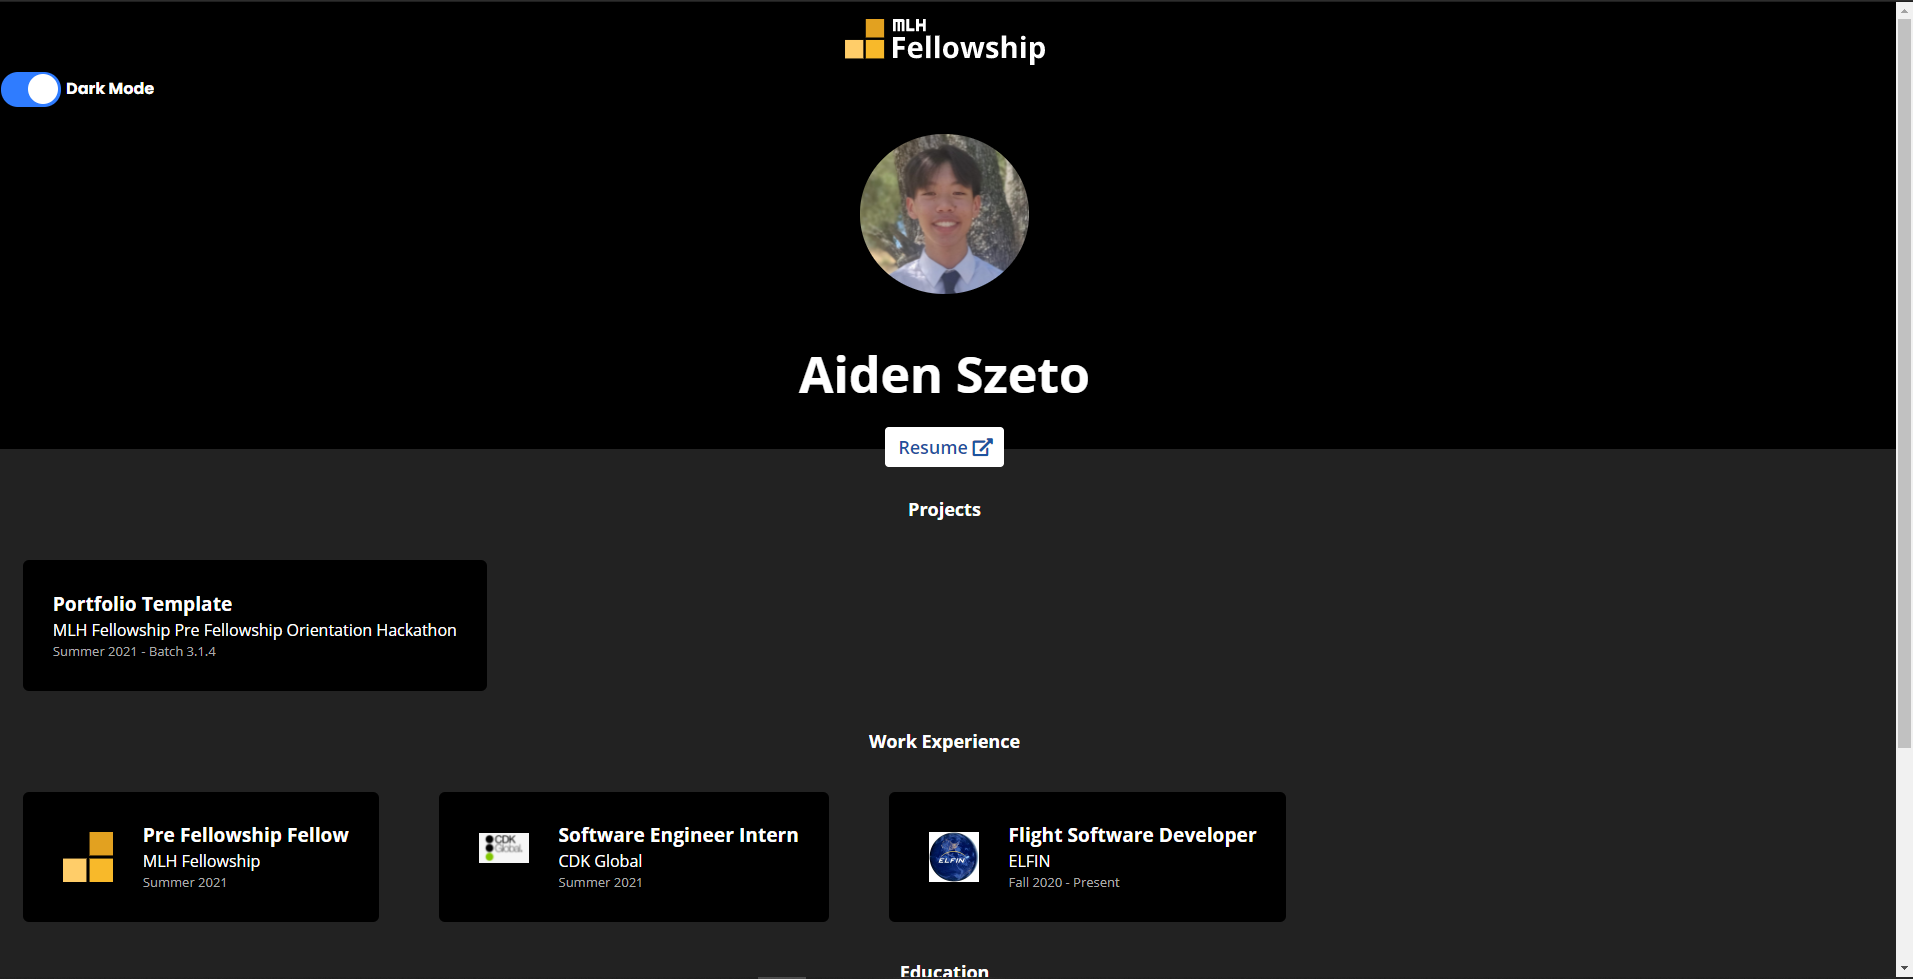 MLH
Fellowship
Dark Mode
Aiden Szeto
Resume
Projects
Portfolio Template
MLH Fellowship Pre Fellowship Orientation Hackathon
Summer 2021 - Batch 3.1.4
Work Experience
Pre Fellowship Fellow
MLH Fellowship
Summer 2021
CDK
Global.
Software Engineer Intern
CDK Global
Summer 2021
ELFIN
Flight Software Developer
ELFIN
Fall 2020 - Present
Education